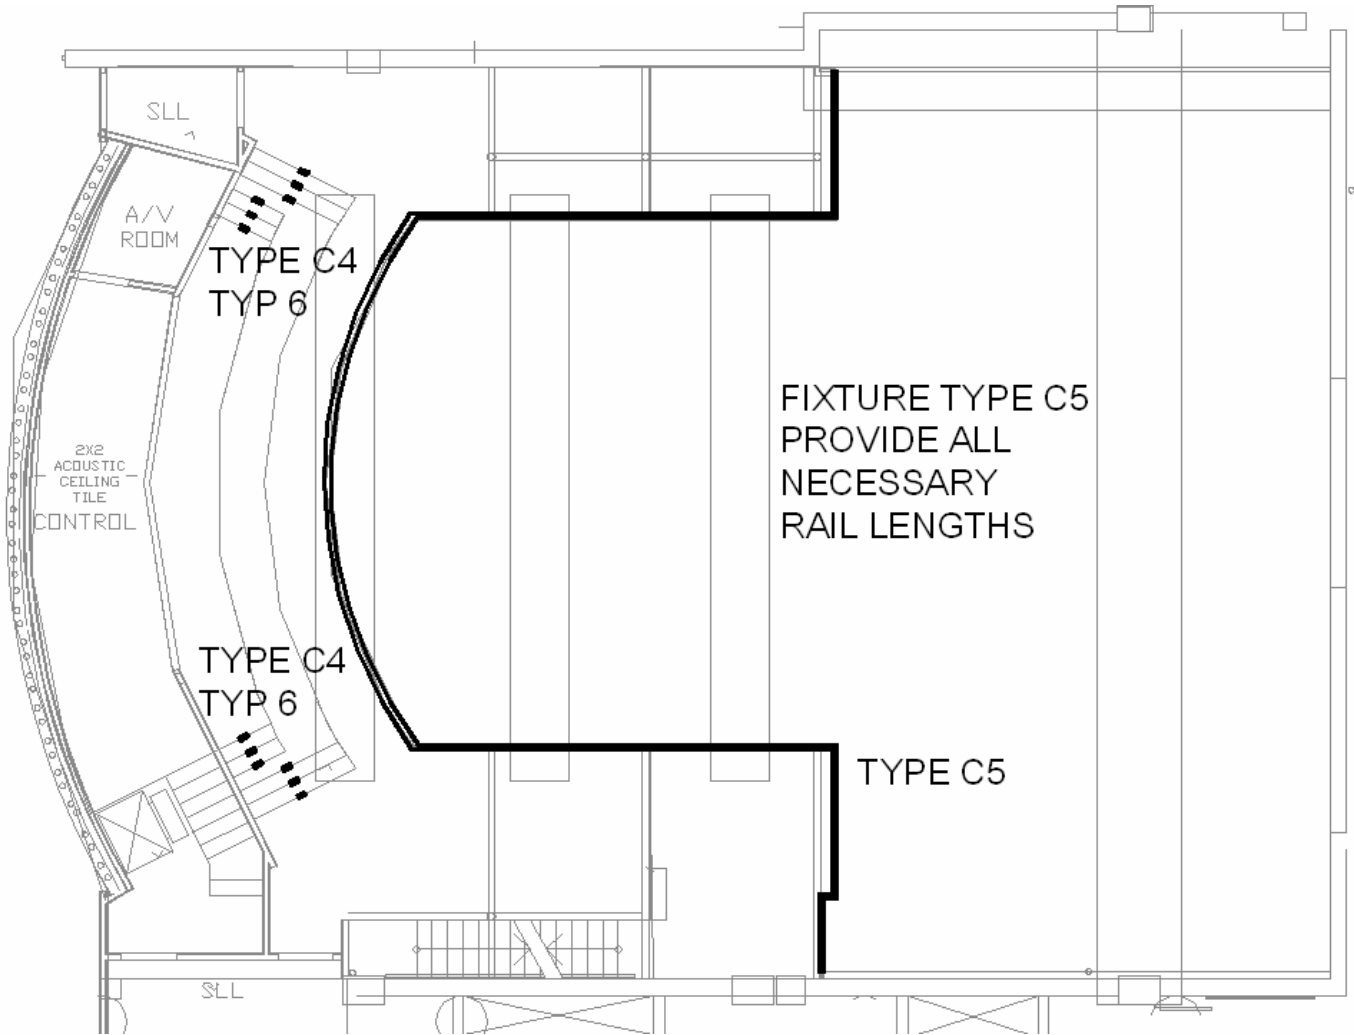 SLL
A/V
ROOM
TYPE C4
TYP 6
FIXTURE TYPE C5
PROVIDE ALL
NECESSARY
RAIL LENGTHS
2X2
ACOUSTIC
CEILING
TILE
CONTROL
TYPE C4
TYP 6
TYPE C5
SLL